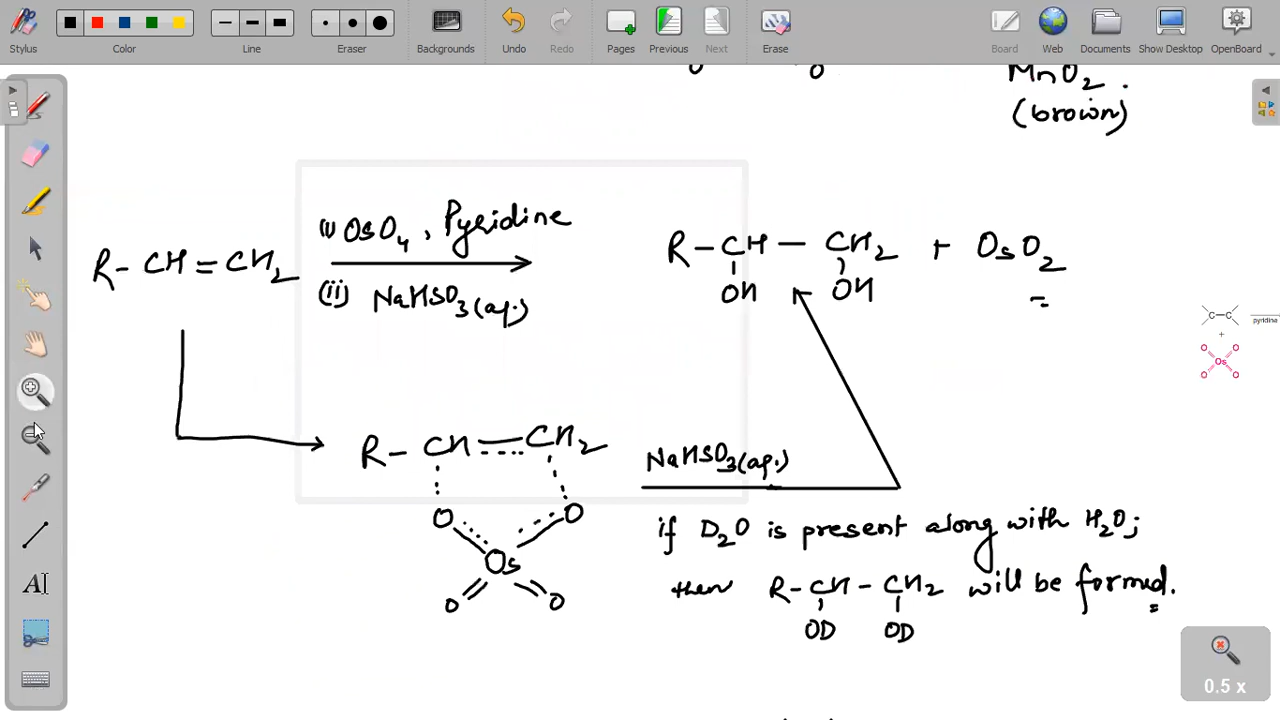 Stylus
Color
Line
Eraser
Backgrounds
Undo
Redo
Pages
Previous
Next
Erase
Board
Web
Documents
Show Desktop
OpenBoard
MnO2.
(brown)
R-CH=CH2
(i) OsO4, Pyridine
(ii) NaHSO3(aq.)
R-CH-CH2 + OsO2
OH OH
R-CH=CH2
O O
Os
O O
NaHSO3(aq.)
if D2O is present along with H2O;
then R-CH-CH2 will be formed.
OD OD
C-C
pyridine
+
O O
Os
O O
0.5 x